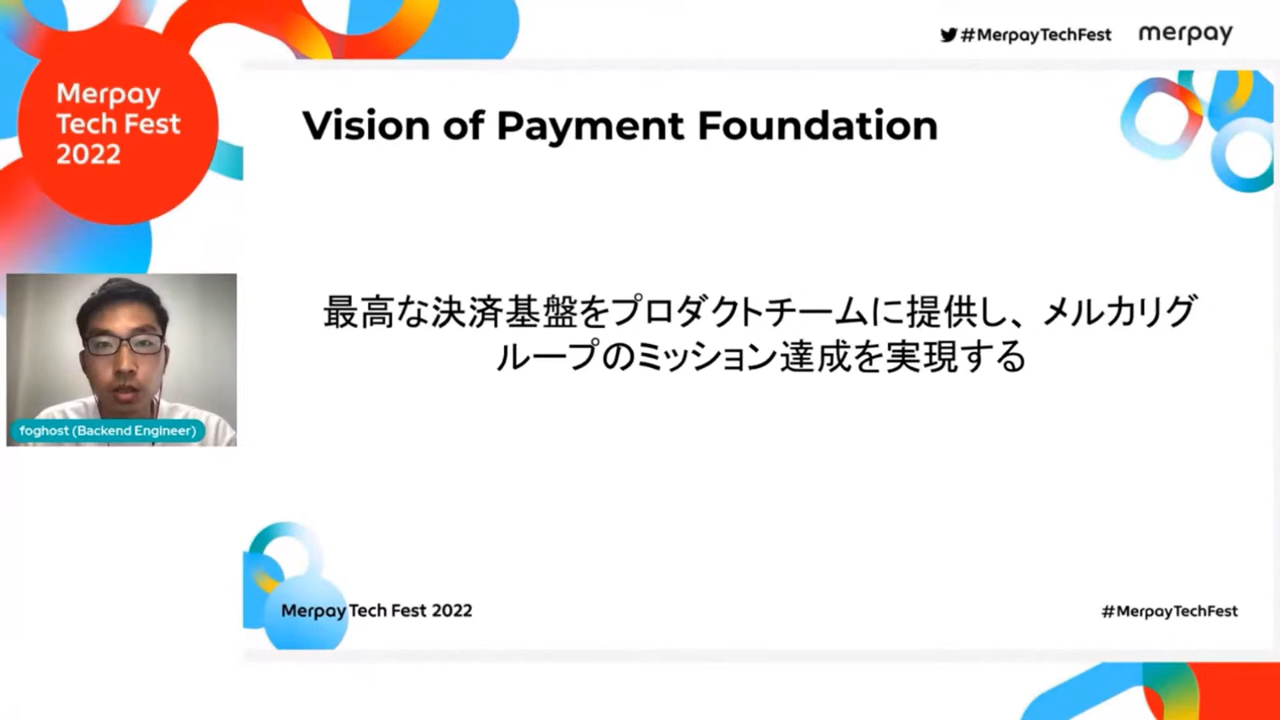 #MerpayTechFest merpay
Merpay
Tech Fest
2022
Vision of Payment Foundation
最高な決済基盤をプロダクトチームに提供し、メルカリグ
ループのミッション達成を実現する
foghost (Backend Engineer)
Merpay Tech Fest 2022
#MerpayTechFest